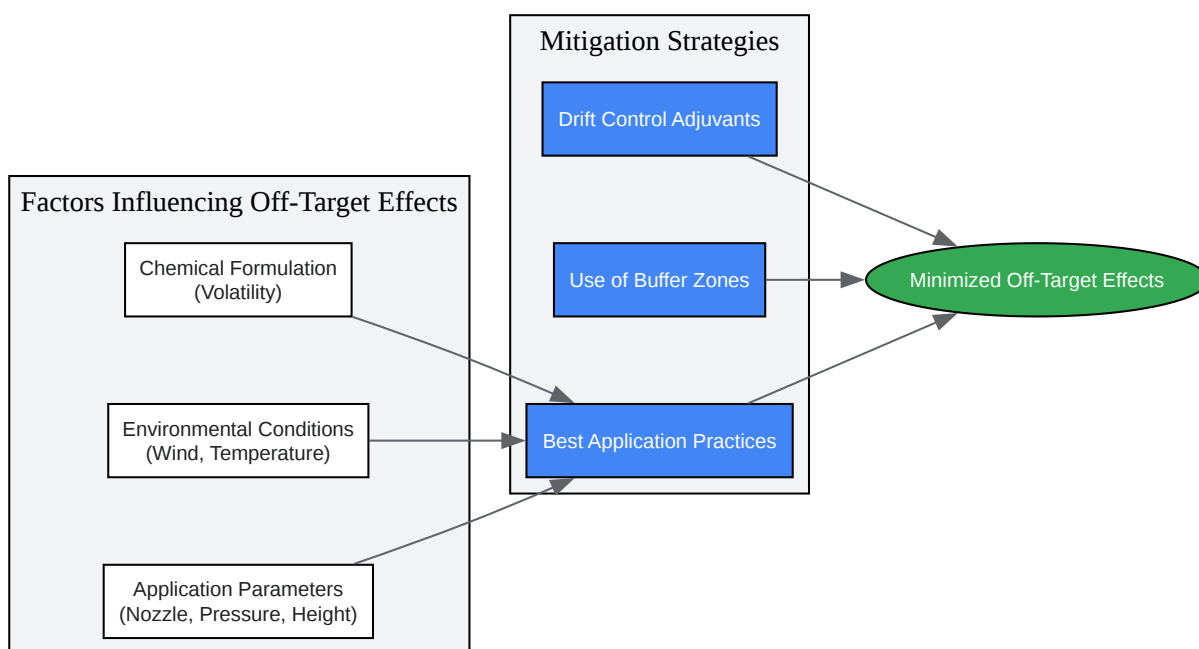 Factors Influencing Off-Target Effects
Chemical Formulation
(Volatility)
Environmental Conditions
(Wind, Temperature)
Application Parameters
(Nozzle, Pressure, Height)
Mitigation Strategies
Drift Control Adjuvants
Use of Buffer Zones
Best Application Practices
Minimized Off-Target Effects